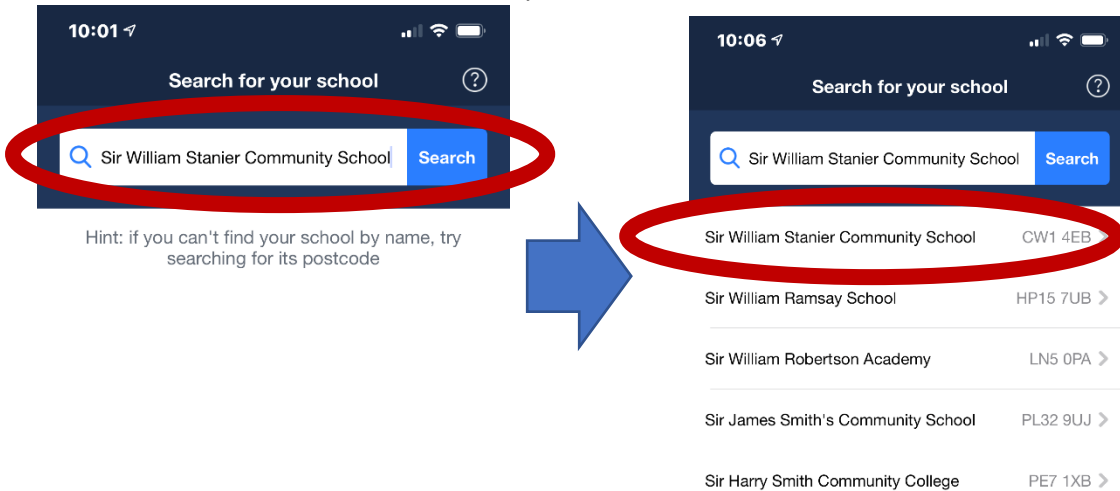 10:01
Search for your school
Sir William Stanier Community School
Search
Hint: if you can't find your school by name, try
searching for its postcode
10:06
Search for your school
Sir William Stanier Community School
Search
Sir William Stanier Community School CW1 4EB
Sir William Ramsay School HP15 7UB
Sir William Robertson Academy LN5 0PA
Sir James Smith's Community School PL32 9UJ
Sir Harry Smith Community College PE7 1XB